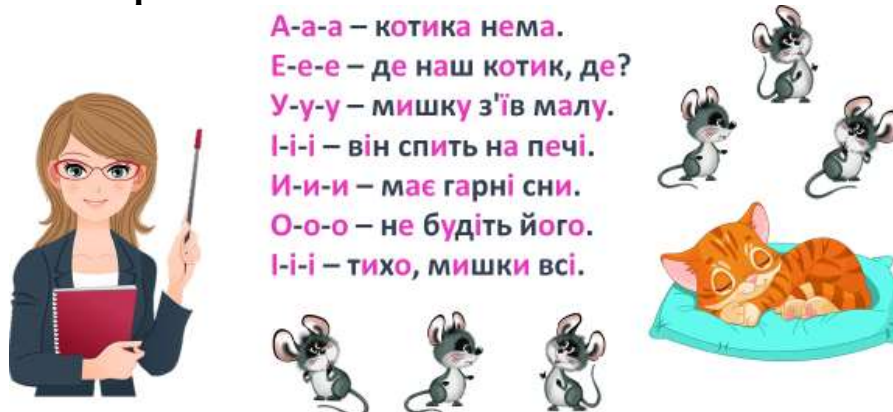 А-а-а – котика нема.
Е-е-е – де наш котик, де?
У-у-у – мишку з'їв малу.
І-і-і – він спить на печі.
И-и-и – має гарні сни.
О-о-о – не будіть його.
І-і-і – тихо, мишки всі.